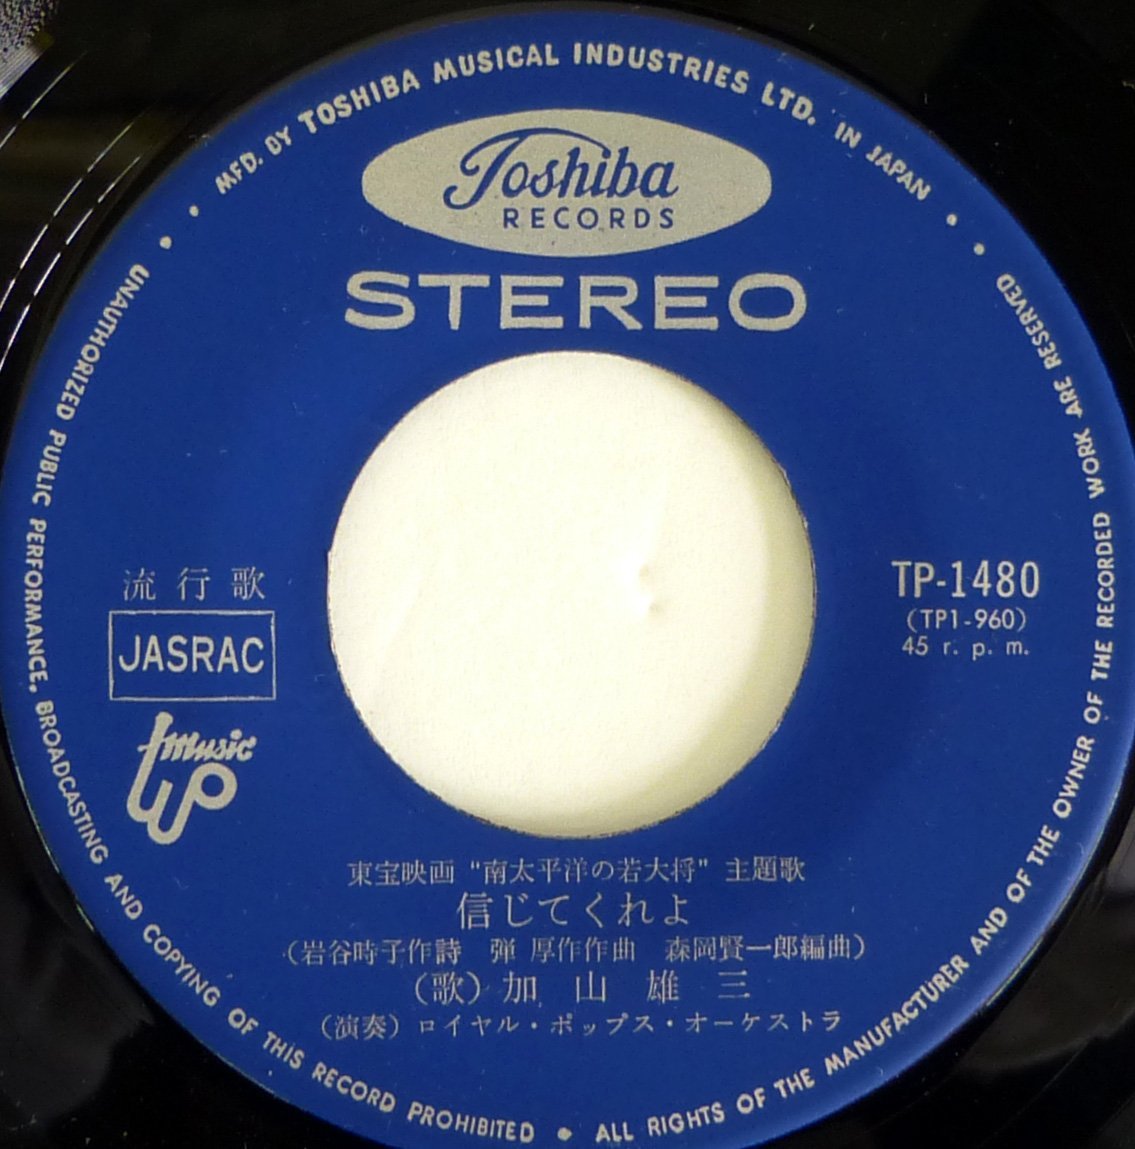 MFD. BY TOSHIBA MUSICAL INDUSTRIES LTD. IN JAPAN
Toshiba
RECORDS
STEREO
流行歌
JASRAC
music
TP-1480
(TP1-960)
45 r. p. m.
東宝映画 "南太平洋の若大将" 主題歌
信じてくれよ
(岩谷時子作詩 弾 厚作作曲 森岡賢一郎編曲)
(歌) 加山雄三
(演奏) ロイヤル・ポップス・オーケストラ
UNAUTHORIZED PUBLIC PERFORMANCE, BROADCASTING AND COPYING OF THIS RECORD PROHIBITED • ALL RIGHTS OF THE MANUFACTURER AND OF THE OWNER OF THE RECORDED WORK ARE RESERVED